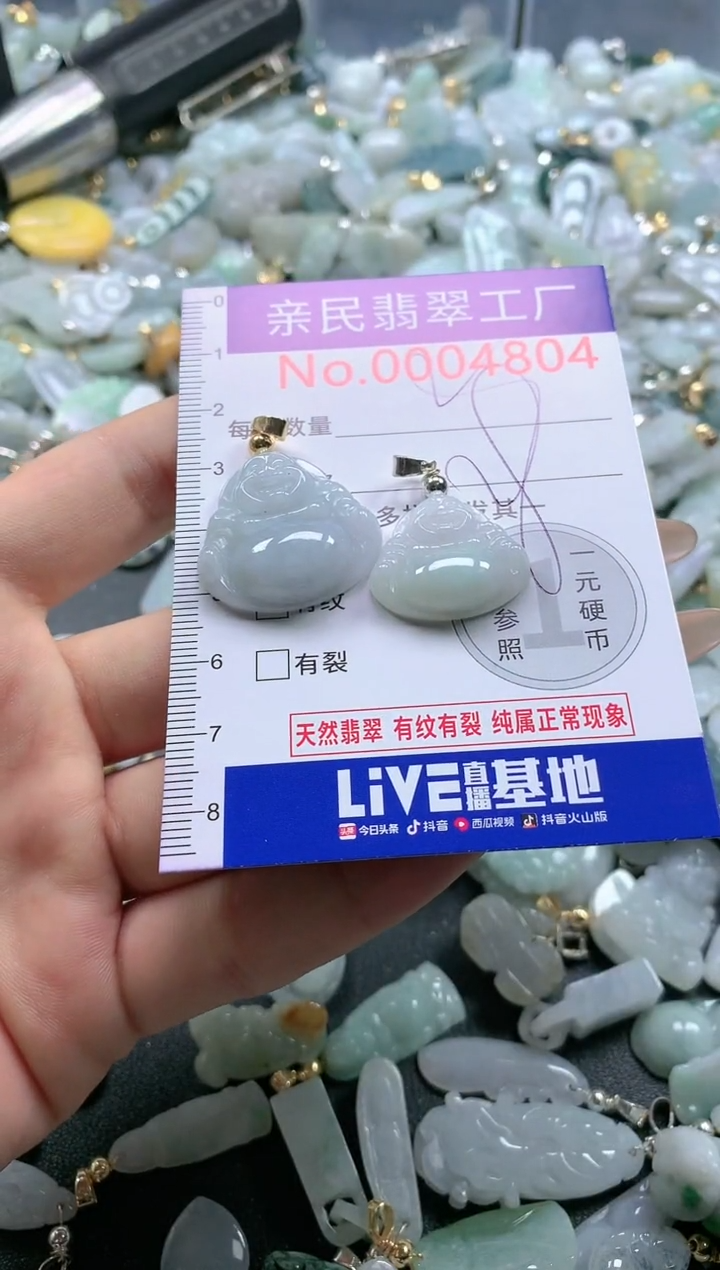 0
亲民翡翠工厂
1
No.0004804
2
每 数量
3
多 发其一
一元硬币
1
参照
有纹
6
有裂
7
天然翡翠 有纹有裂 纯属正常现象
LiVE直播基地
8
头条 今日头条 抖音 西瓜视频 抖音火山版